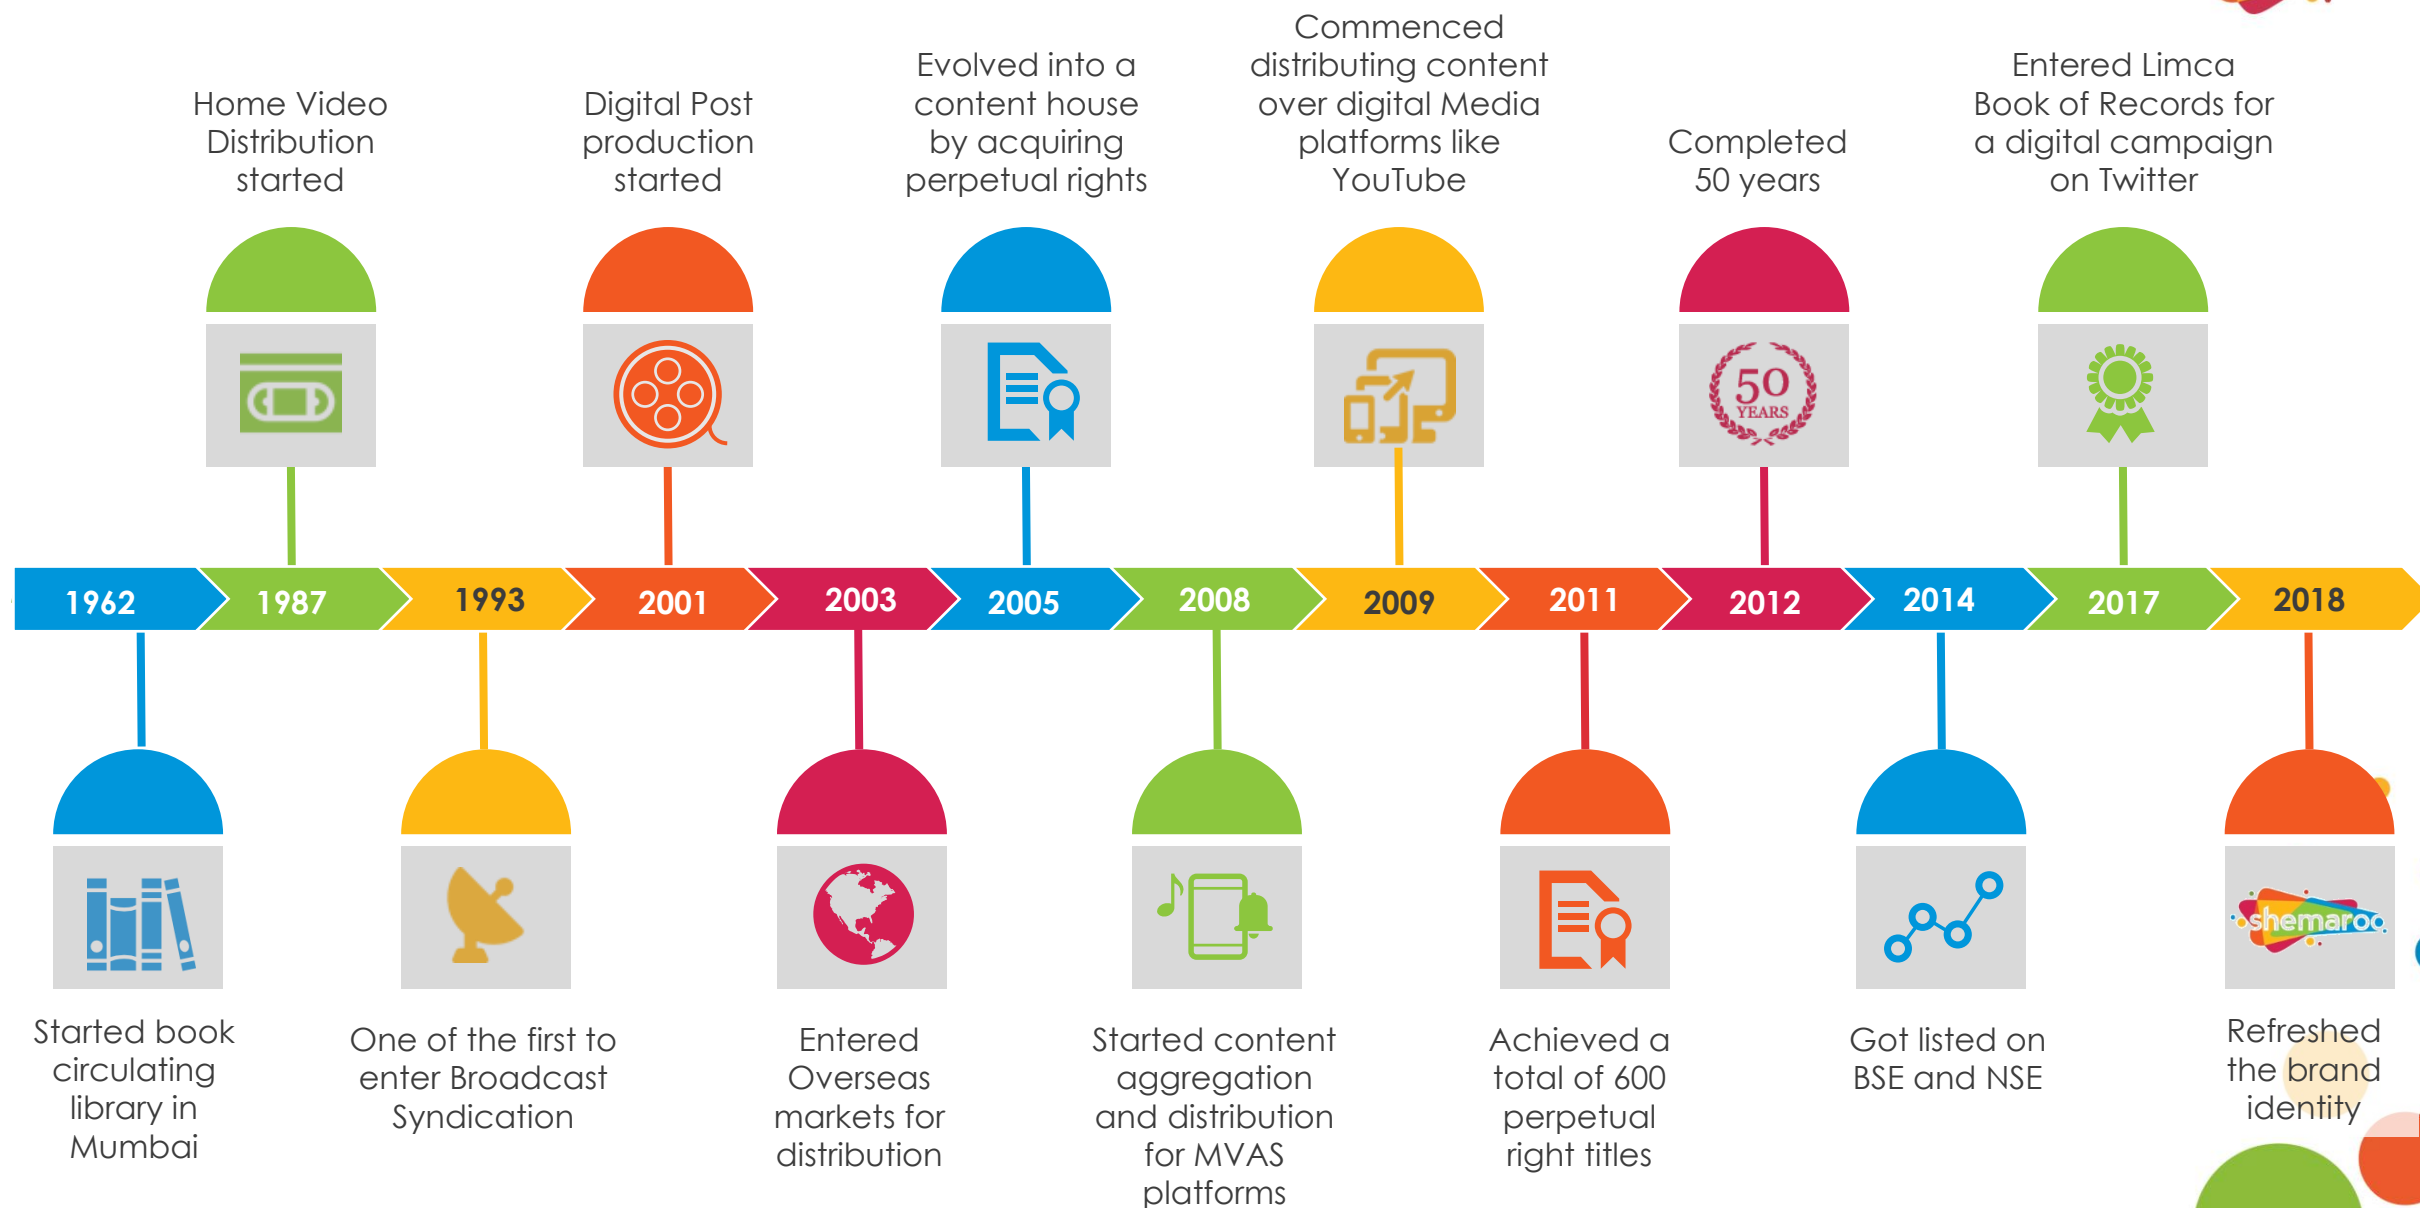 Home Video
Distribution
started
Digital Post
production
started
Evolved into a
content house
by acquiring
perpetual rights
Commenced
distributing content
over digital Media
platforms like
YouTube
Completed
50 years
Entered Limca
Book of Records for
a digital campaign
on Twitter
50
YEARS
1962
1987
1993
2001
2003
2005
2008
2009
2011
2012
2014
2017
2018
shemaroo
Started book
circulating
library in
Mumbai
One of the first to
enter Broadcast
Syndication
Entered
Overseas
markets for
distribution
Started content
aggregation
and distribution
for MVAS
platforms
Achieved a
total of 600
perpetual
right titles
Got listed on
BSE and NSE
Refreshed
the brand
identity